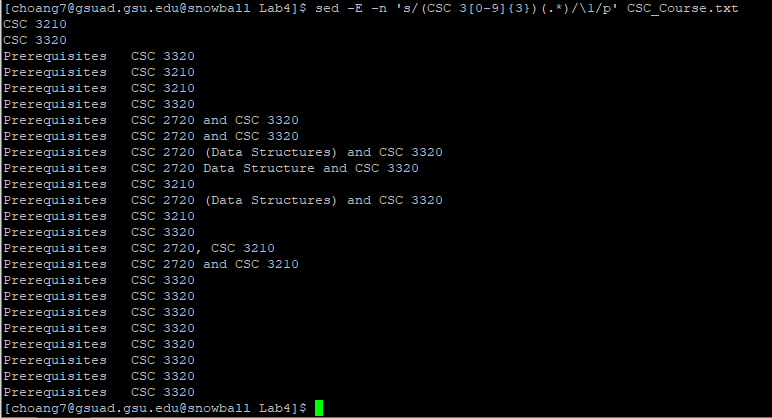 [choang7@gsuad.gsu.edu@snowball Lab4]$ sed -E -n 's/(CSC 3[0-9]{3})(.*)/\1/p' CSC_Course.txt
CSC 3210
CSC 3320
Prerequisites   CSC 3320
Prerequisites   CSC 3210
Prerequisites   CSC 3210
Prerequisites   CSC 3320
Prerequisites   CSC 2720 and CSC 3320
Prerequisites   CSC 2720 and CSC 3320
Prerequisites   CSC 2720 (Data Structures) and CSC 3320
Prerequisites   CSC 2720 Data Structure and CSC 3320
Prerequisites   CSC 3210
Prerequisites   CSC 2720 (Data Structures) and CSC 3320
Prerequisites   CSC 3210
Prerequisites   CSC 3320
Prerequisites   CSC 2720, CSC 3210
Prerequisites   CSC 2720 and CSC 3210
Prerequisites   CSC 3320
Prerequisites   CSC 3320
Prerequisites   CSC 3320
Prerequisites   CSC 3320
Prerequisites   CSC 3320
Prerequisites   CSC 3320
Prerequisites   CSC 3320
Prerequisites   CSC 3320
[choang7@gsuad.gsu.edu@snowball Lab4]$